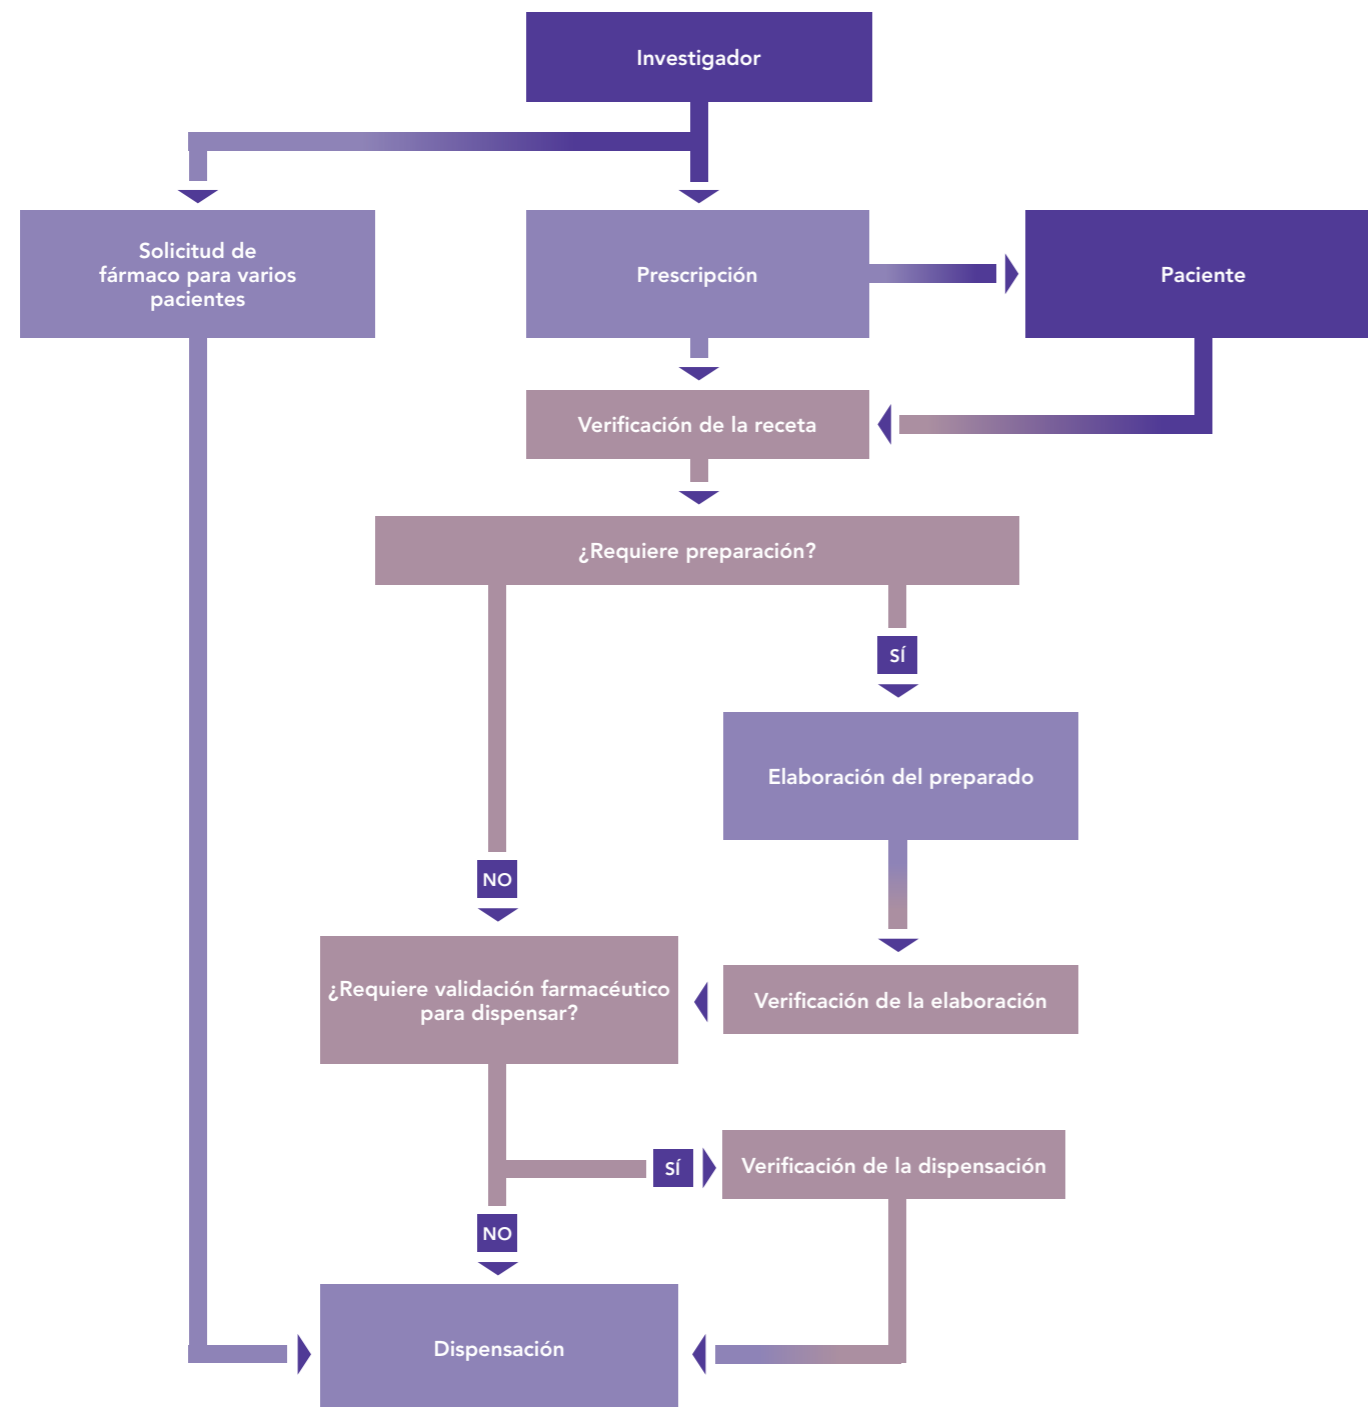 Investigador
Solicitud de
fármaco para varios
pacientes
Prescripción
Paciente
Verificación de la receta
¿Requiere preparación?
SÍ
Elaboración del preparado
NO
¿Requiere validación farmacéutico
para dispensar?
Verificación de la elaboración
SÍ
Verificación de la dispensación
NO
Dispensación